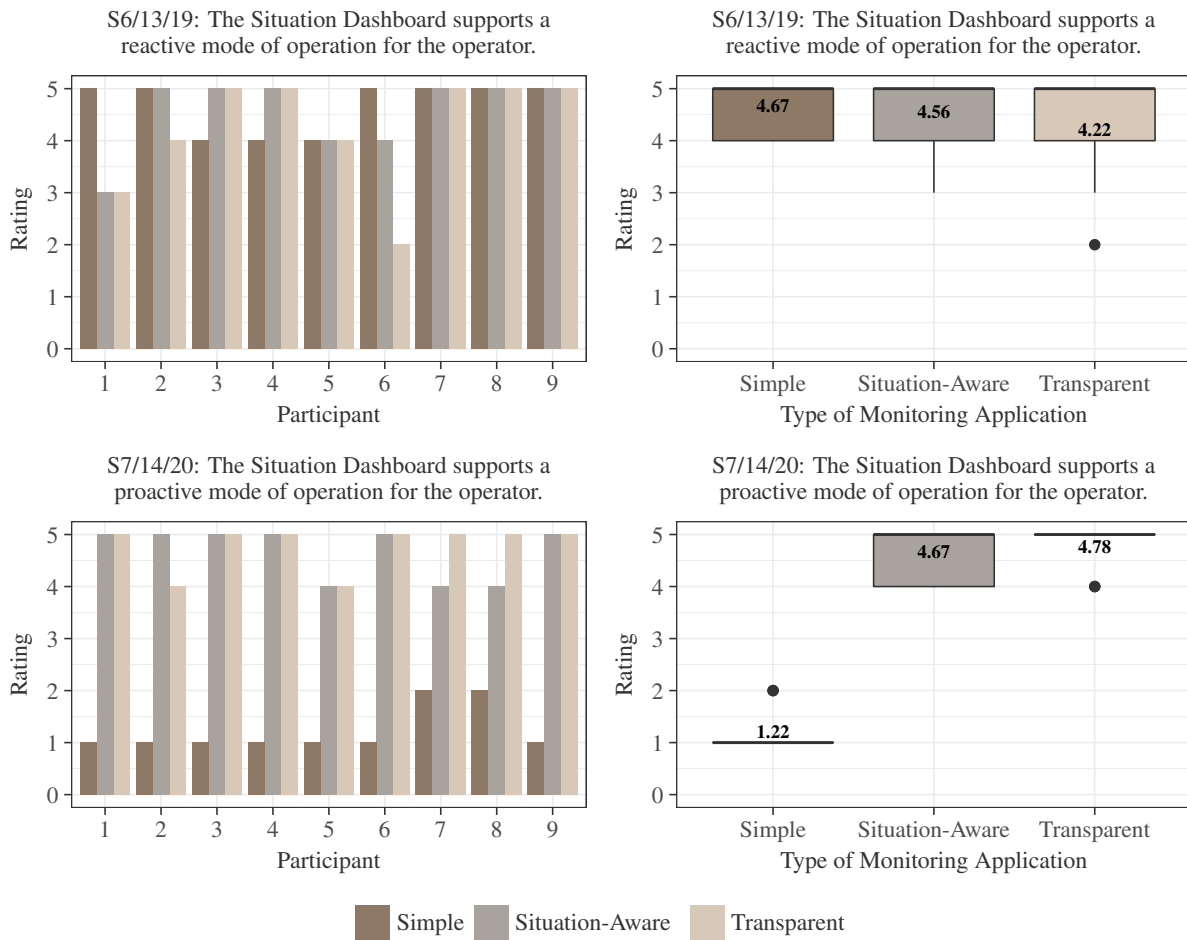 S6/13/19: The Situation Dashboard supports a
reactive mode of operation for the operator.
5
4
3
2
1
0
Rating
1 2 3 4 5 6 7 8 9
Participant
S6/13/19: The Situation Dashboard supports a
reactive mode of operation for the operator.
5
4
3
2
1
0
Rating
4.67 4.56 4.22
Simple Situation-Aware Transparent
Type of Monitoring Application
S7/14/20: The Situation Dashboard supports a
proactive mode of operation for the operator.
5
4
3
2
1
0
Rating
1 2 3 4 5 6 7 8 9
Participant
S7/14/20: The Situation Dashboard supports a
proactive mode of operation for the operator.
5
4
3
2
1
0
Rating
1.22 4.67 4.78
Simple Situation-Aware Transparent
Type of Monitoring Application
Simple Situation-Aware Transparent